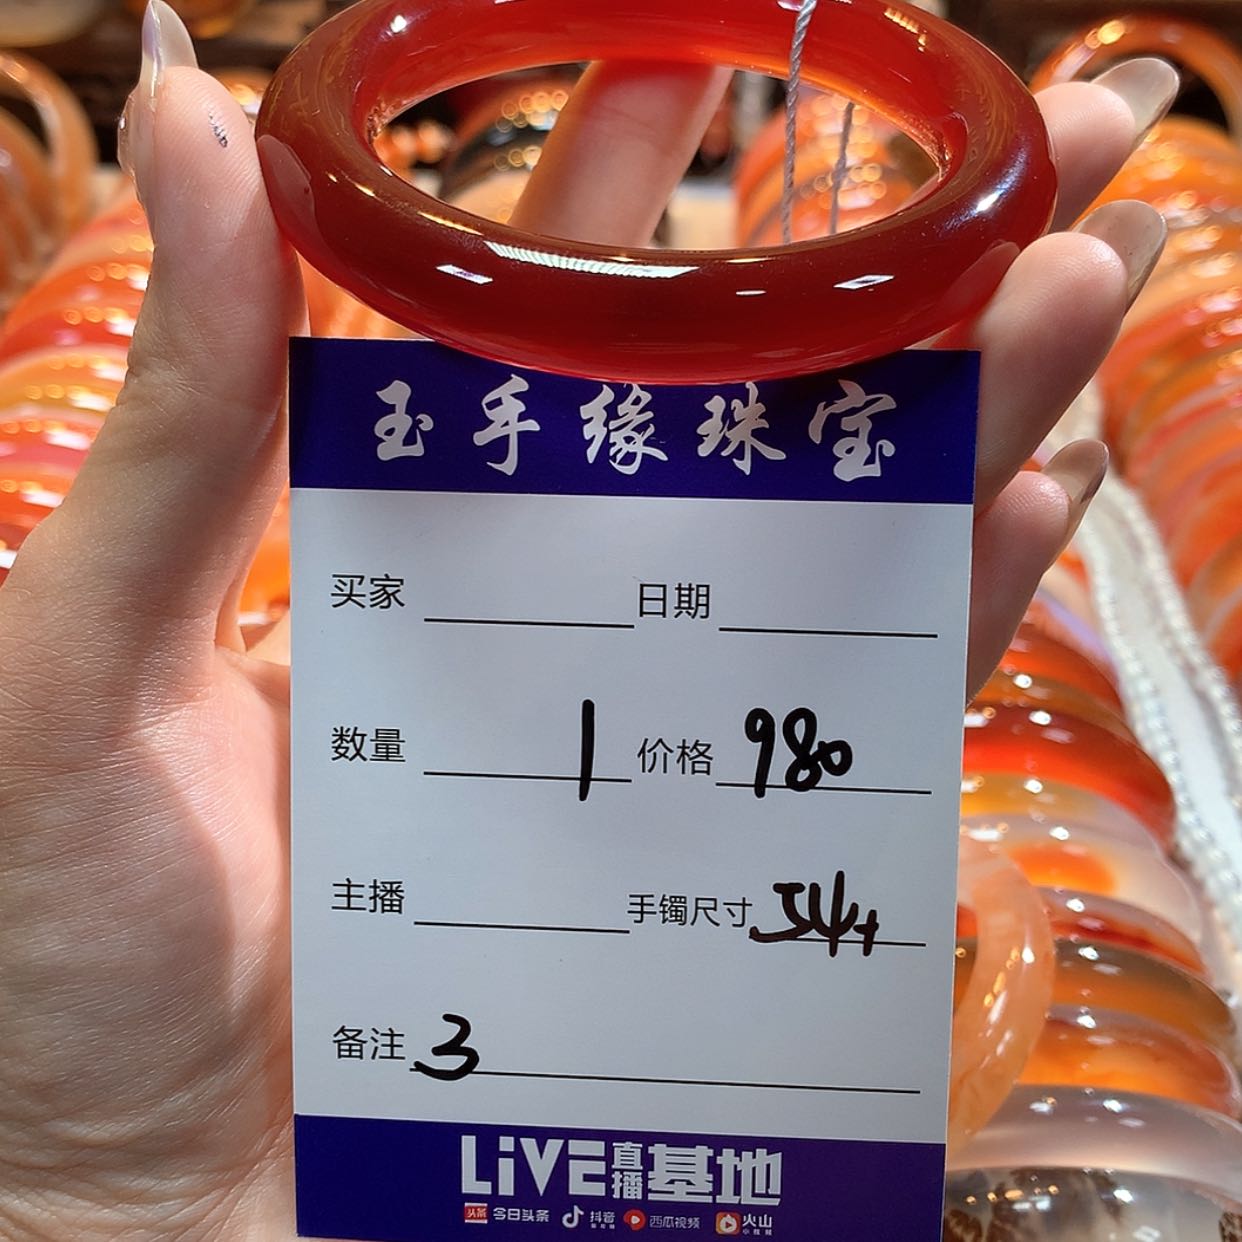 玉手缘珠宝
买家 日期
数量 1 价格 980
主播 手镯尺寸 54+
备注 3
LiVE直播基地
头条 今日头条 抖音 西瓜视频 火山